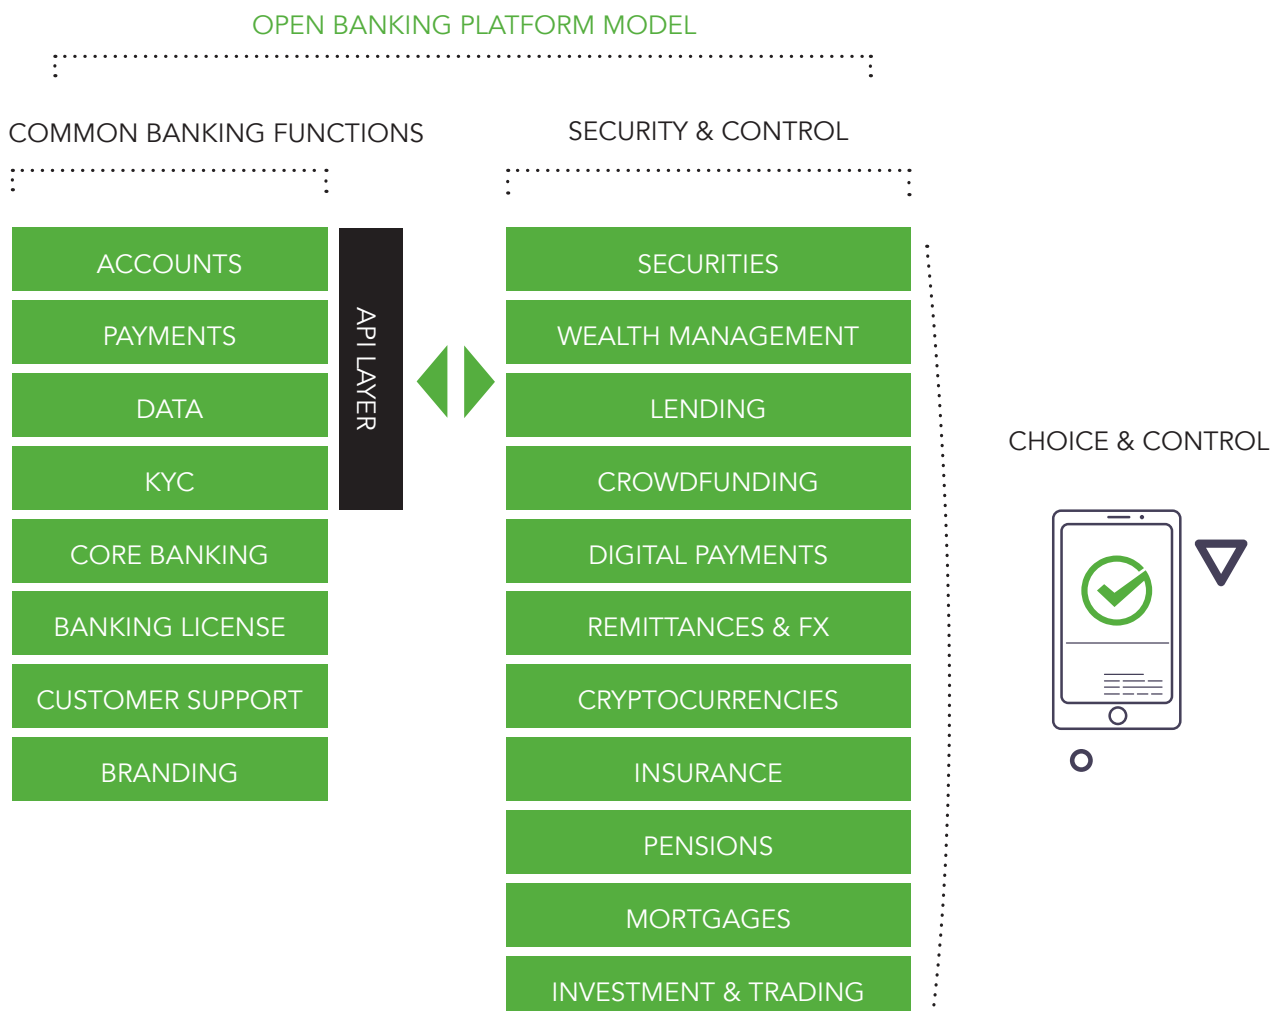 OPEN BANKING PLATFORM MODEL
COMMON BANKING FUNCTIONS
ACCOUNTS
PAYMENTS
DATA
KYC
CORE BANKING
BANKING LICENSE
CUSTOMER SUPPORT
BRANDING
API LAYER
SECURITY & CONTROL
SECURITIES
WEALTH MANAGEMENT
LENDING
CROWDFUNDING
DIGITAL PAYMENTS
REMITTANCES & FX
CRYPTOCURRENCIES
INSURANCE
PENSIONS
MORTGAGES
INVESTMENT & TRADING
CHOICE & CONTROL